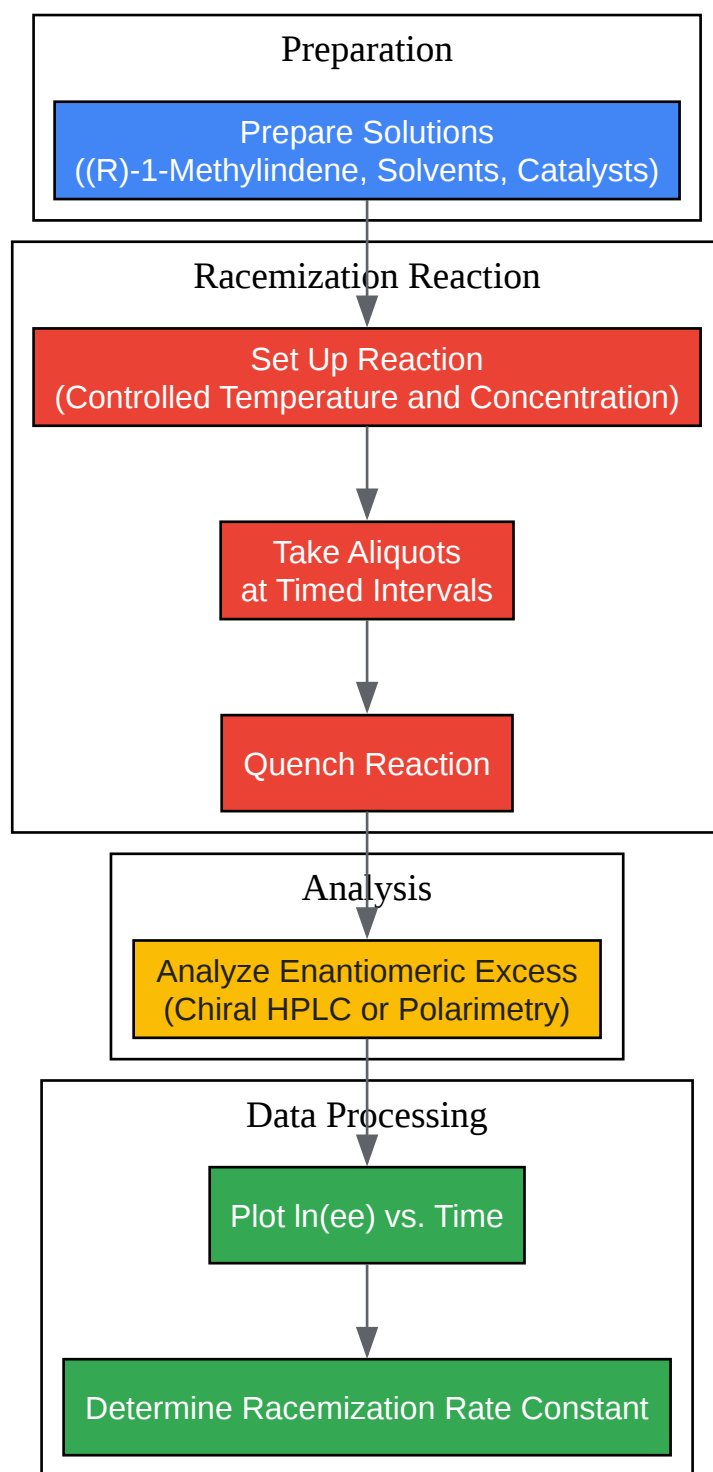 Preparation
Prepare Solutions
((R)-1-Methylindene, Solvents, Catalysts)
Racemization Reaction
Set Up Reaction
(Controlled Temperature and Concentration)
Take Aliquots
at Timed Intervals
Quench Reaction
Analysis
Analyze Enantiomeric Excess
(Chiral HPLC or Polarimetry)
Data Processing
Plot ln(ee) vs. Time
Determine Racemization Rate Constant